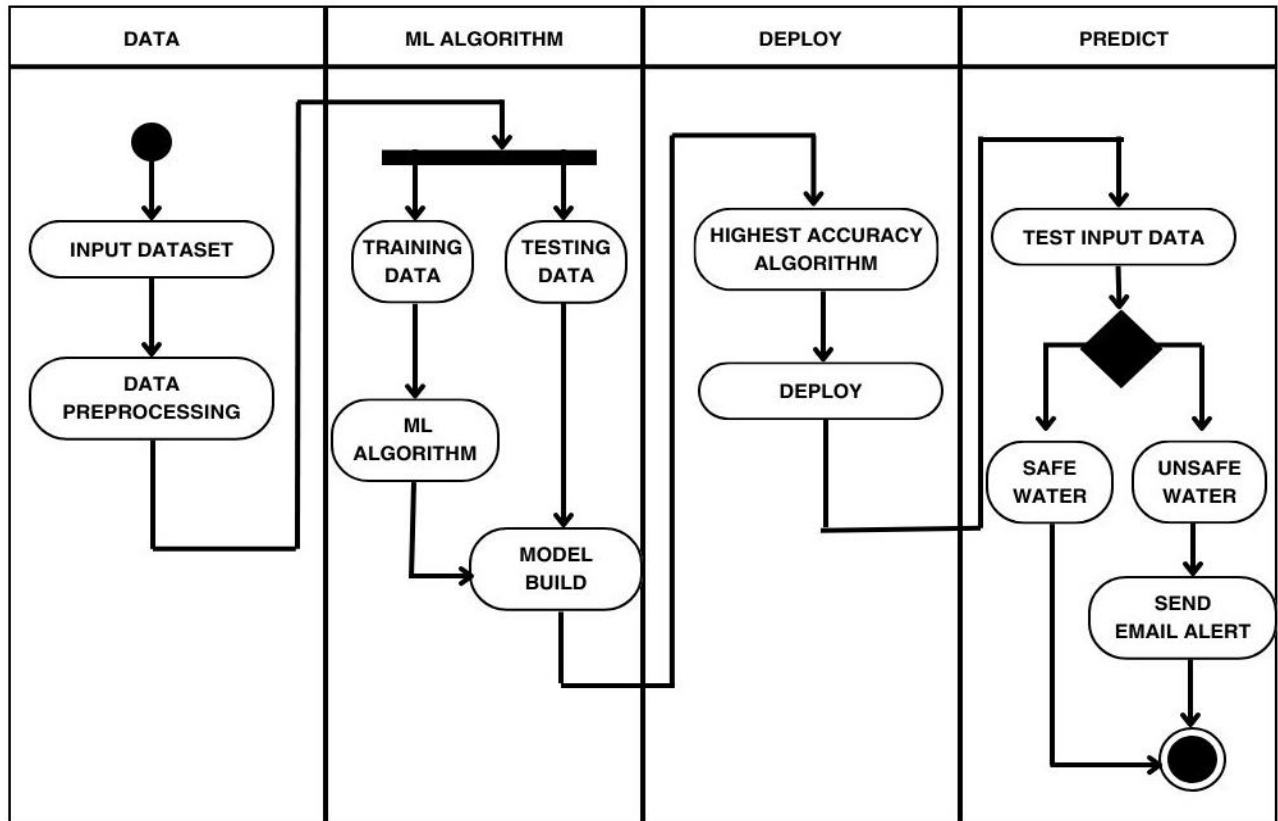 DATA
ML ALGORITHM
DEPLOY
PREDICT
INPUT DATASET
DATA
PREPROCESSING
TRAINING
DATA
TESTING
DATA
ML
ALGORITHM
MODEL
BUILD
HIGHEST ACCURACY
ALGORITHM
DEPLOY
TEST INPUT DATA
SAFE
WATER
UNSAFE
WATER
SEND
EMAIL ALERT